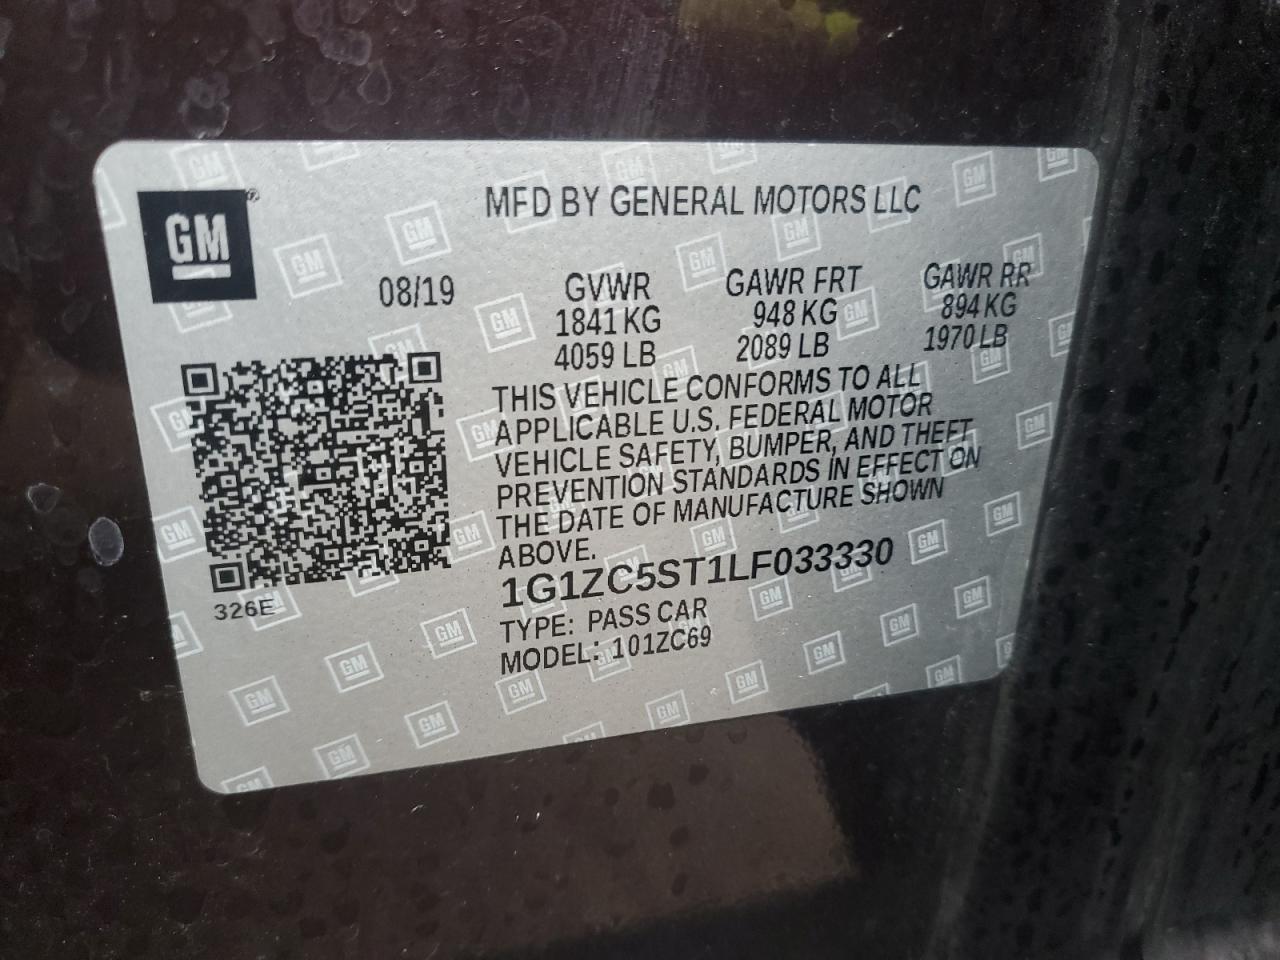 GM®
MFD BY GENERAL MOTORS LLC
08/19 GVWR GAWR FRT GAWR RR
1841 KG 948 KG 894 KG
4059 LB 2089 LB 1970 LB
THIS VEHICLE CONFORMS TO ALL
APPLICABLE U.S. FEDERAL MOTOR
VEHICLE SAFETY, BUMPER, AND THEFT
PREVENTION STANDARDS IN EFFECT ON
THE DATE OF MANUFACTURE SHOWN
ABOVE.
1G1ZC5ST1LF033330
326E
TYPE: PASS CAR
MODEL: 101ZC69